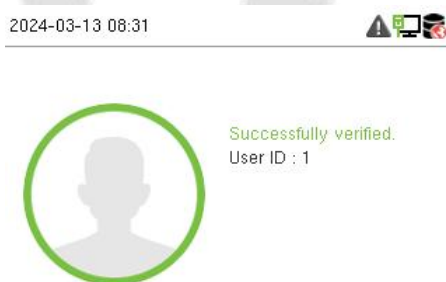 2024-03-13 08:31
Successfully verified.
User ID : 1